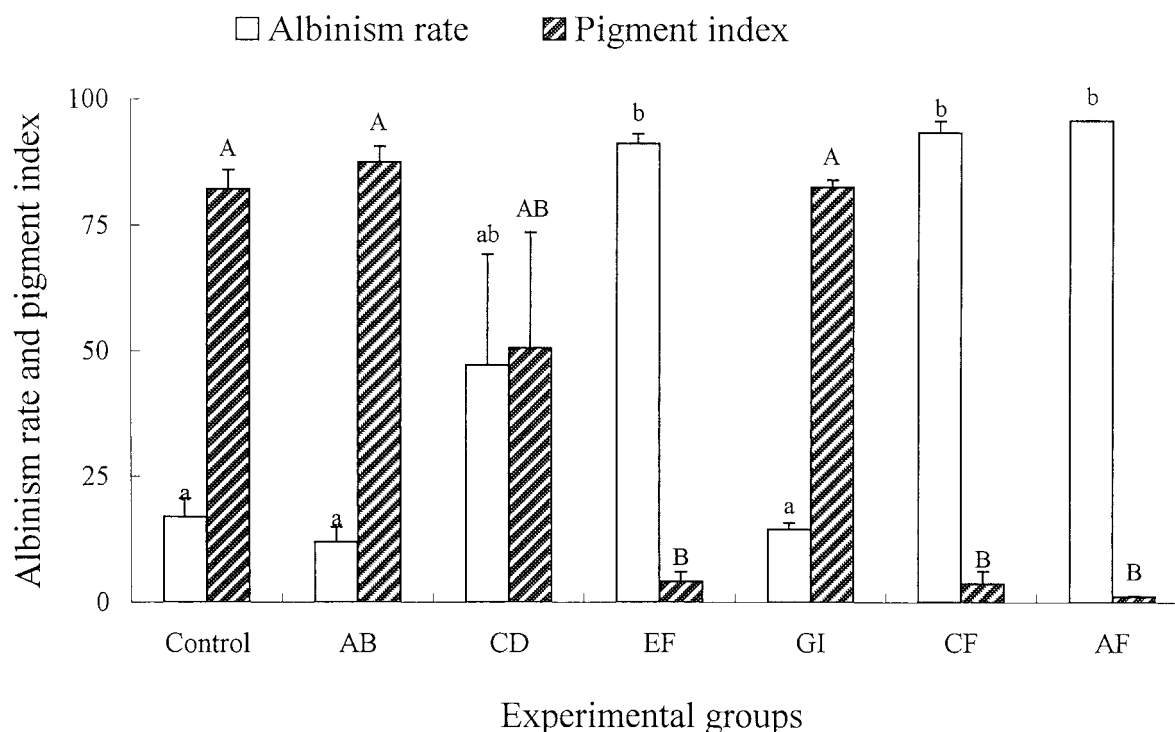 Albinism rate Pigment index
Albinism rate and pigment index
100
75
50
25
0
a A
a A
ab AB
b B
a A
b B
b B
Control AB CD EF GI CF AF
Experimental groups